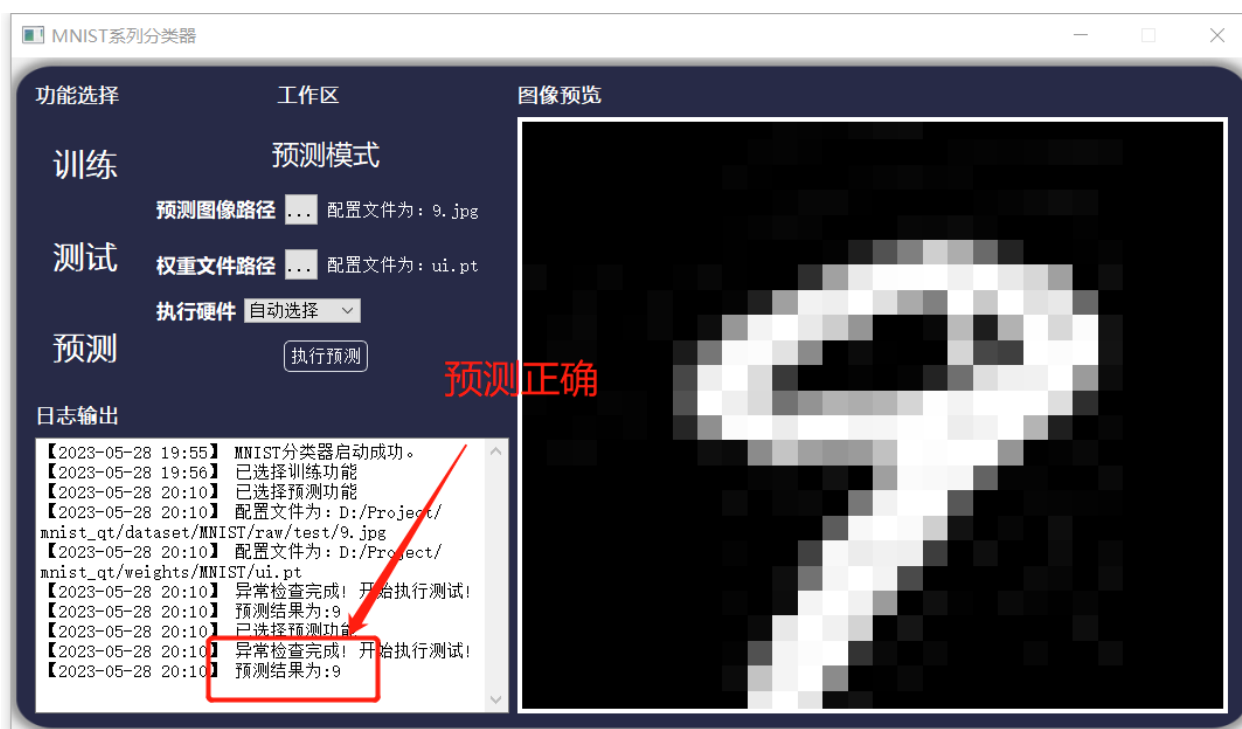 MNIST系列分类器
功能选择
工作区
图像预览
训练
预测模式
预测图像路径 ... 配置文件为: 9.jpg
测试
权重文件路径 ... 配置文件为: ui.pt
执行硬件 自动选择
预测
执行预测
预测正确
日志输出
【2023-05-28 19:55】 MNIST分类器启动成功。
【2023-05-28 19:56】 已选择训练功能
【2023-05-28 20:10】 已选择预测功能
【2023-05-28 20:10】 配置文件为: D:/Project/
mnist_qt/dataset/MNIST/raw/test/9.jpg
【2023-05-28 20:10】 配置文件为: D:/Project/
mnist_qt/weights/MNIST/ui.pt
【2023-05-28 20:10】 异常检查完成! 开始执行测试!
【2023-05-28 20:10】 预测结果为:9
【2023-05-28 20:10】 已选择预测功能
【2023-05-28 20:10】 异常检查完成! 开始执行测试!
【2023-05-28 20:10】 预测结果为:9
9